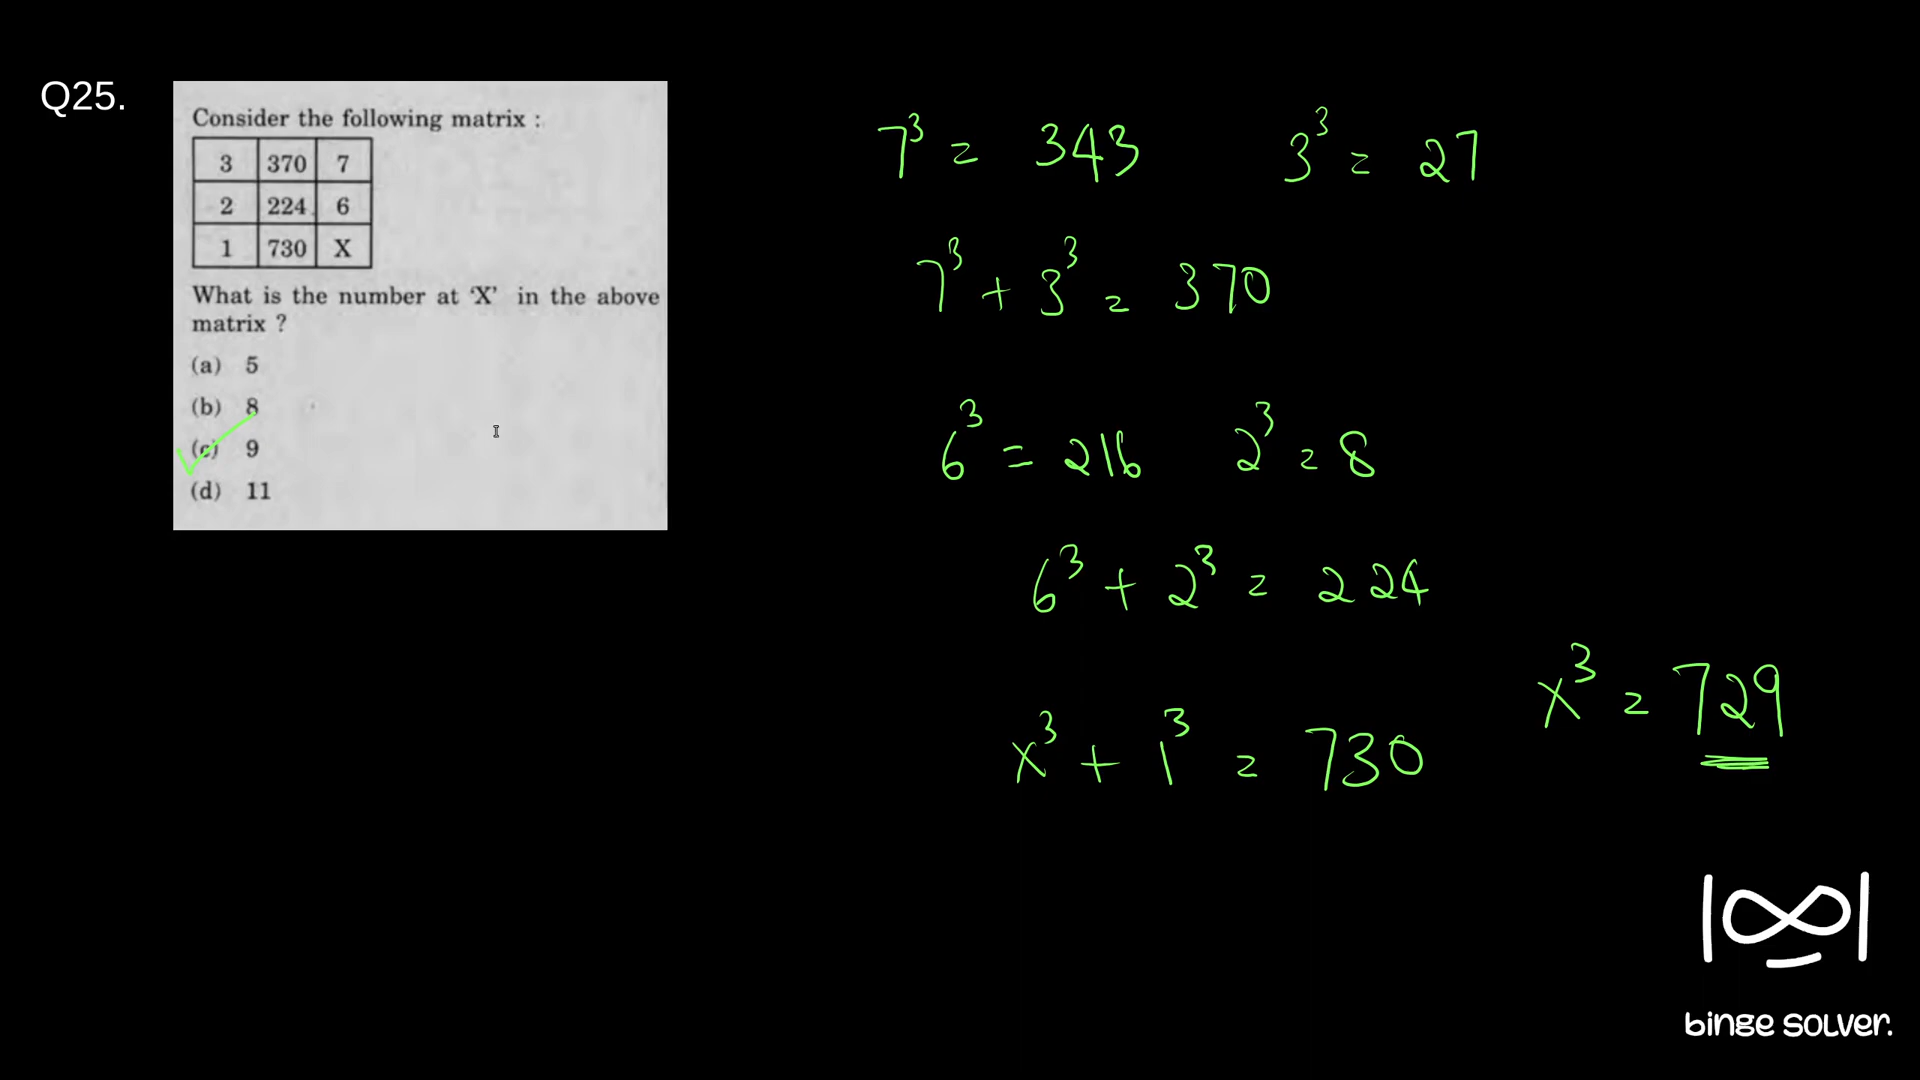 Q25.
Consider the following matrix :
3 370 7
2 224 6
1 730 X
What is the number at ‘X’ in the above
matrix ?
(a) 5
(b) 8
(c) 9
(d) 11
7³ = 343 3³ = 27
7³ + 3³ = 370
6³ = 216 2³ = 8
6³ + 2³ = 224
x³ + 1³ = 730
x³ = 729
binge solver.